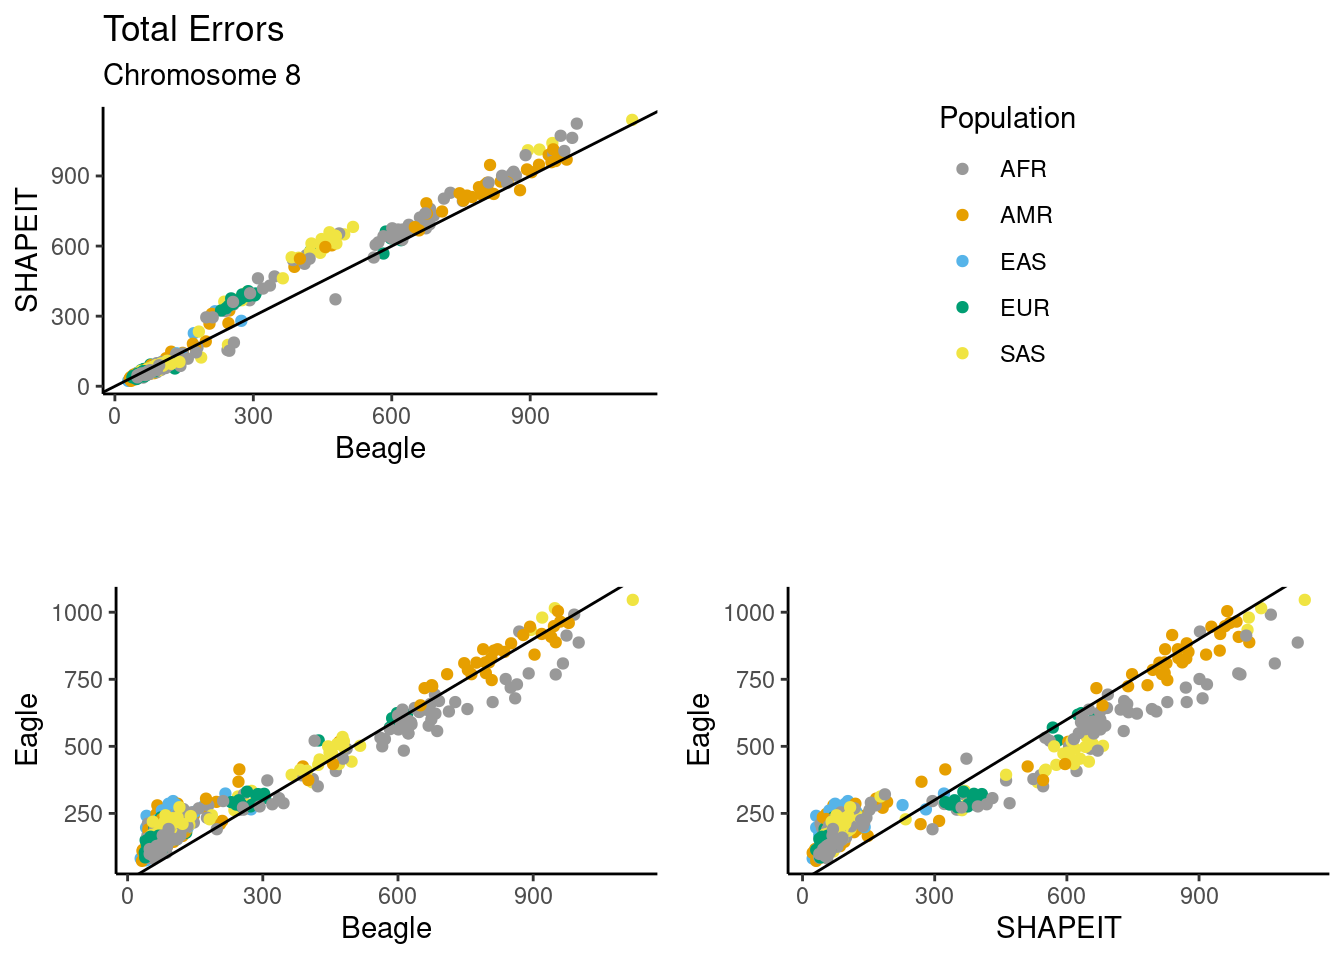 Total Errors
Chromosome 8
SHAPEIT
900
600
300
0
0 300 600 900
Beagle
Population
AFR
AMR
EAS
EUR
SAS
Eagle
1000
750
500
250
0 300 600 900
Beagle
Eagle
1000
750
500
250
0 300 600 900
SHAPEIT